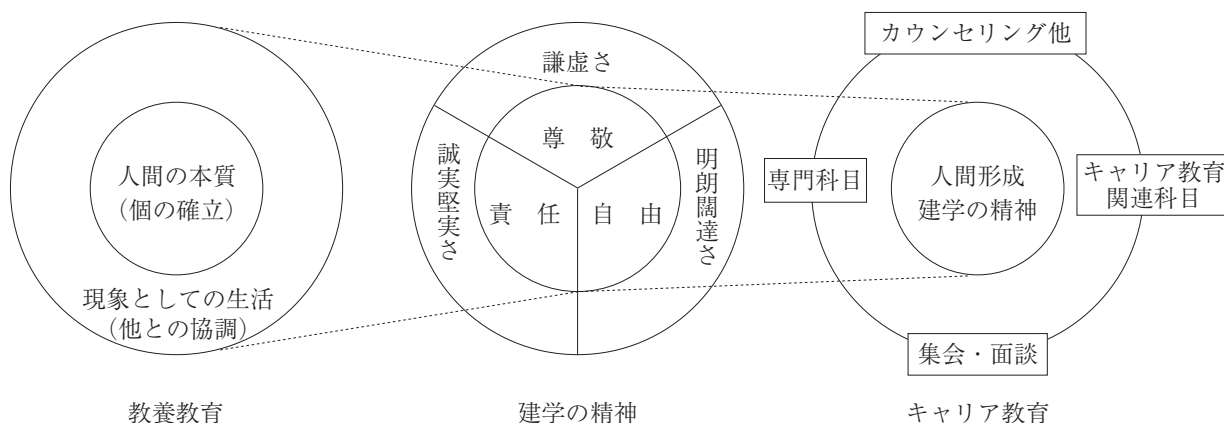 人間の本質
（個の確立）
現象としての生活
（他との協調）
教養教育
謙虚さ
尊 敬
誠実堅実さ
責 任
自 由
明朗闊達さ
建学の精神
カウンセリング他
専門科目
人間形成
建学の精神
キャリア教育
関連科目
集会・面談
キャリア教育